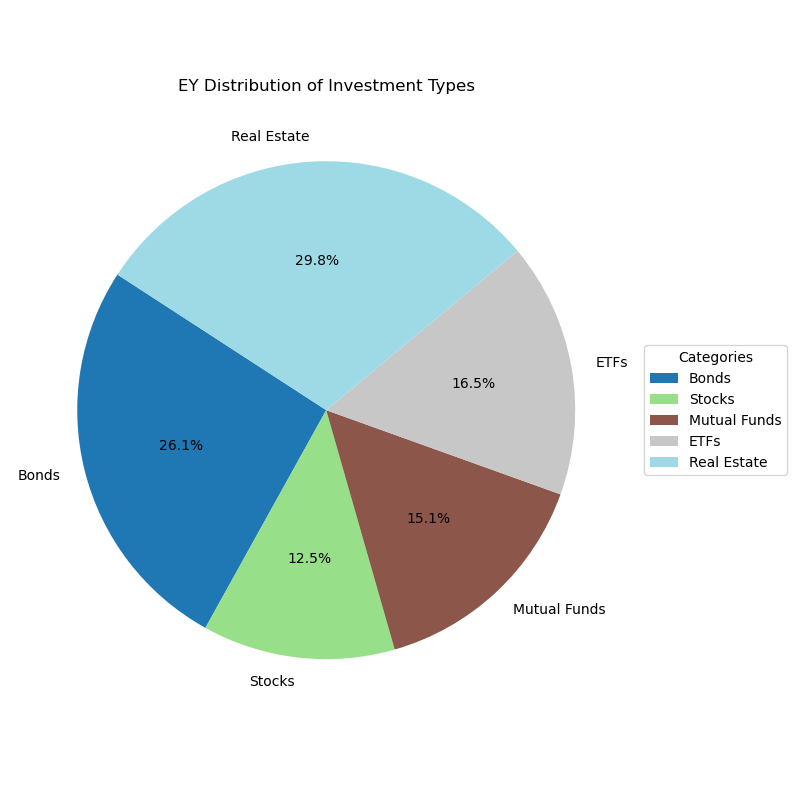 EY Distribution of Investment Types
Real Estate
29.8%
ETFs
16.5%
Bonds
26.1%
Mutual Funds
15.1%
Stocks
12.5%
Categories
Bonds
Stocks
Mutual Funds
ETFs
Real Estate